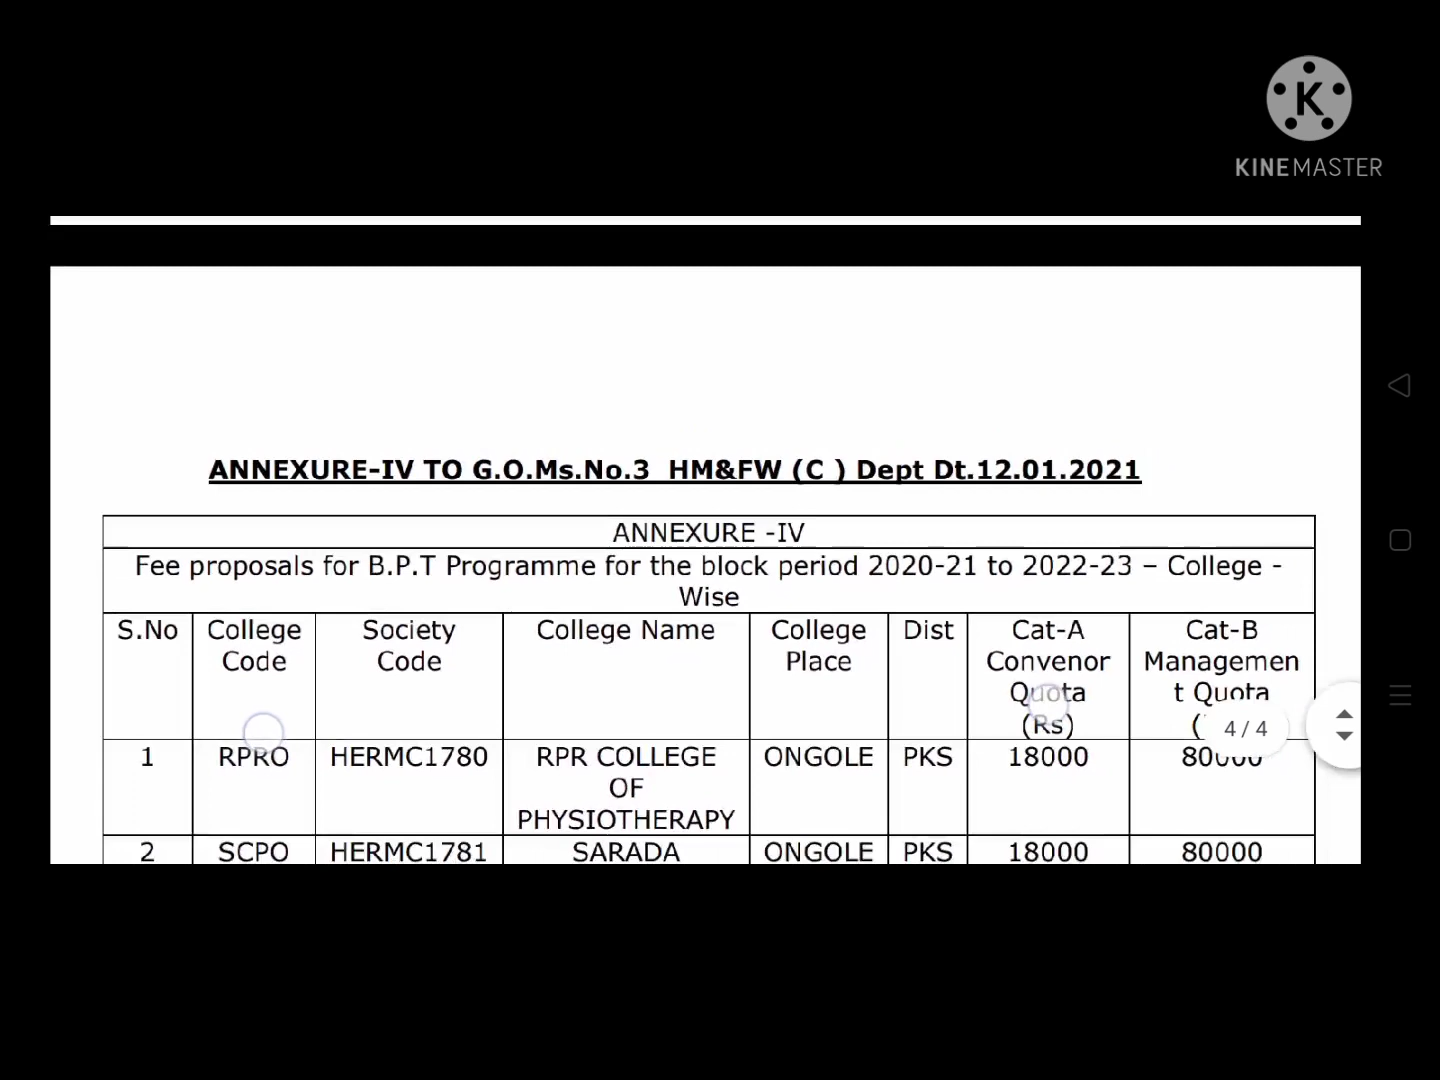 KINEMASTER
ANNEXURE-IV TO G.O.Ms.No.3 HM&FW (C ) Dept Dt.12.01.2021
ANNEXURE -IV
Fee proposals for B.P.T Programme for the block period 2020-21 to 2022-23 – College -
Wise
S.No College Society College Name College Dist Cat-A Cat-B
Code Code Place Convenor Managemen
Quota t Quota
(Rs) (
4/4
1 RPRO HERMC1780 RPR COLLEGE ONGOLE PKS 18000 80000
OF
PHYSIOTHERAPY
2 SCPO HERMC1781 SARADA ONGOLE PKS 18000 80000